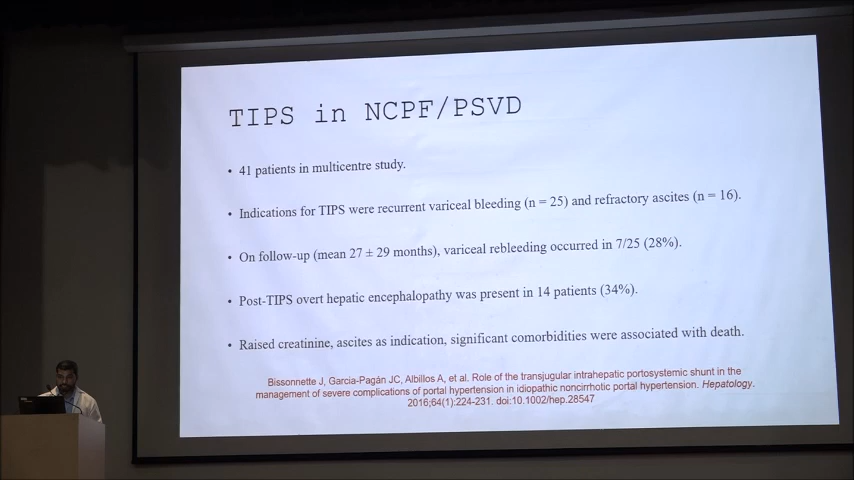 TIPS in NCPF/PSVD
• 41 patients in multicentre study.
• Indications for TIPS were recurrent variceal bleeding (n = 25) and refractory ascites (n = 16).
• On follow-up (mean 27 ± 29 months), variceal rebleeding occurred in 7/25 (28%).
• Post-TIPS overt hepatic encephalopathy was present in 14 patients (34%).
• Raised creatinine, ascites as indication, significant comorbidities were associated with death.
Bissonnette J, Garcia-Pagán JC, Albillos A, et al. Role of the transjugular intrahepatic portosystemic shunt in the
management of severe complications of portal hypertension in idiopathic noncirrhotic portal hypertension. Hepatology.
2016;64(1):224-231. doi:10.1002/hep.28547